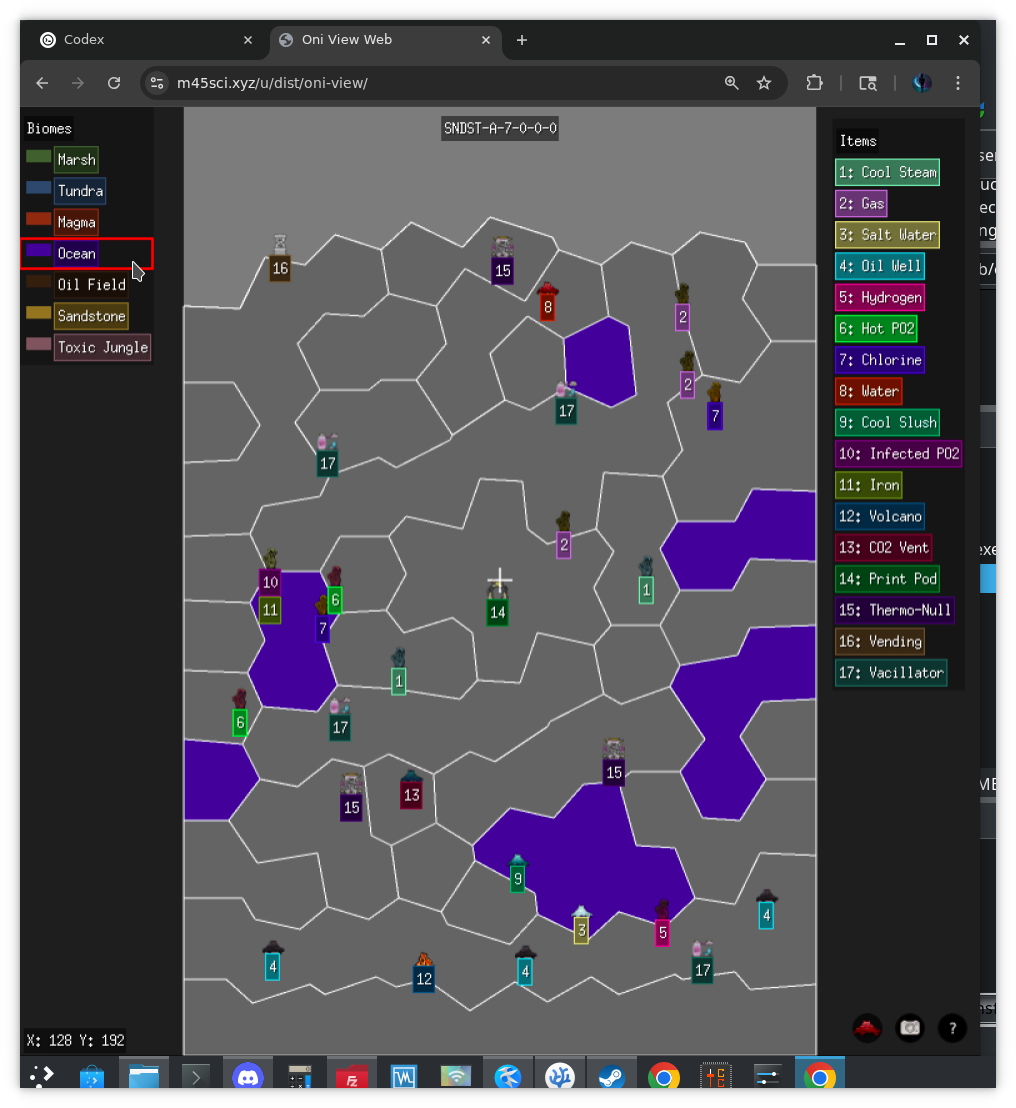 Codex
Oni View Web
m45sci.xyz/u/dist/oni-view/
Biomes
Marsh
Tundra
Magma
Ocean
Oil Field
Sandstone
Toxic Jungle
SNDST-A-7-0-0-0
Items
1: Cool Steam
2: Gas
3: Salt Water
4: Oil Well
5: Hydrogen
6: Hot PO2
7: Chlorine
8: Water
9: Cool Slush
10: Infected PO2
11: Iron
12: Volcano
13: CO2 Vent
14: Print Pod
15: Thermo-Null
16: Vending
17: Vacillator
16
15
8
2
2
7
17
17
2
10
11
6
7
1
14
1
6
17
15
15
13
9
3
5
4
4
12
4
17
X: 128 Y: 192
?